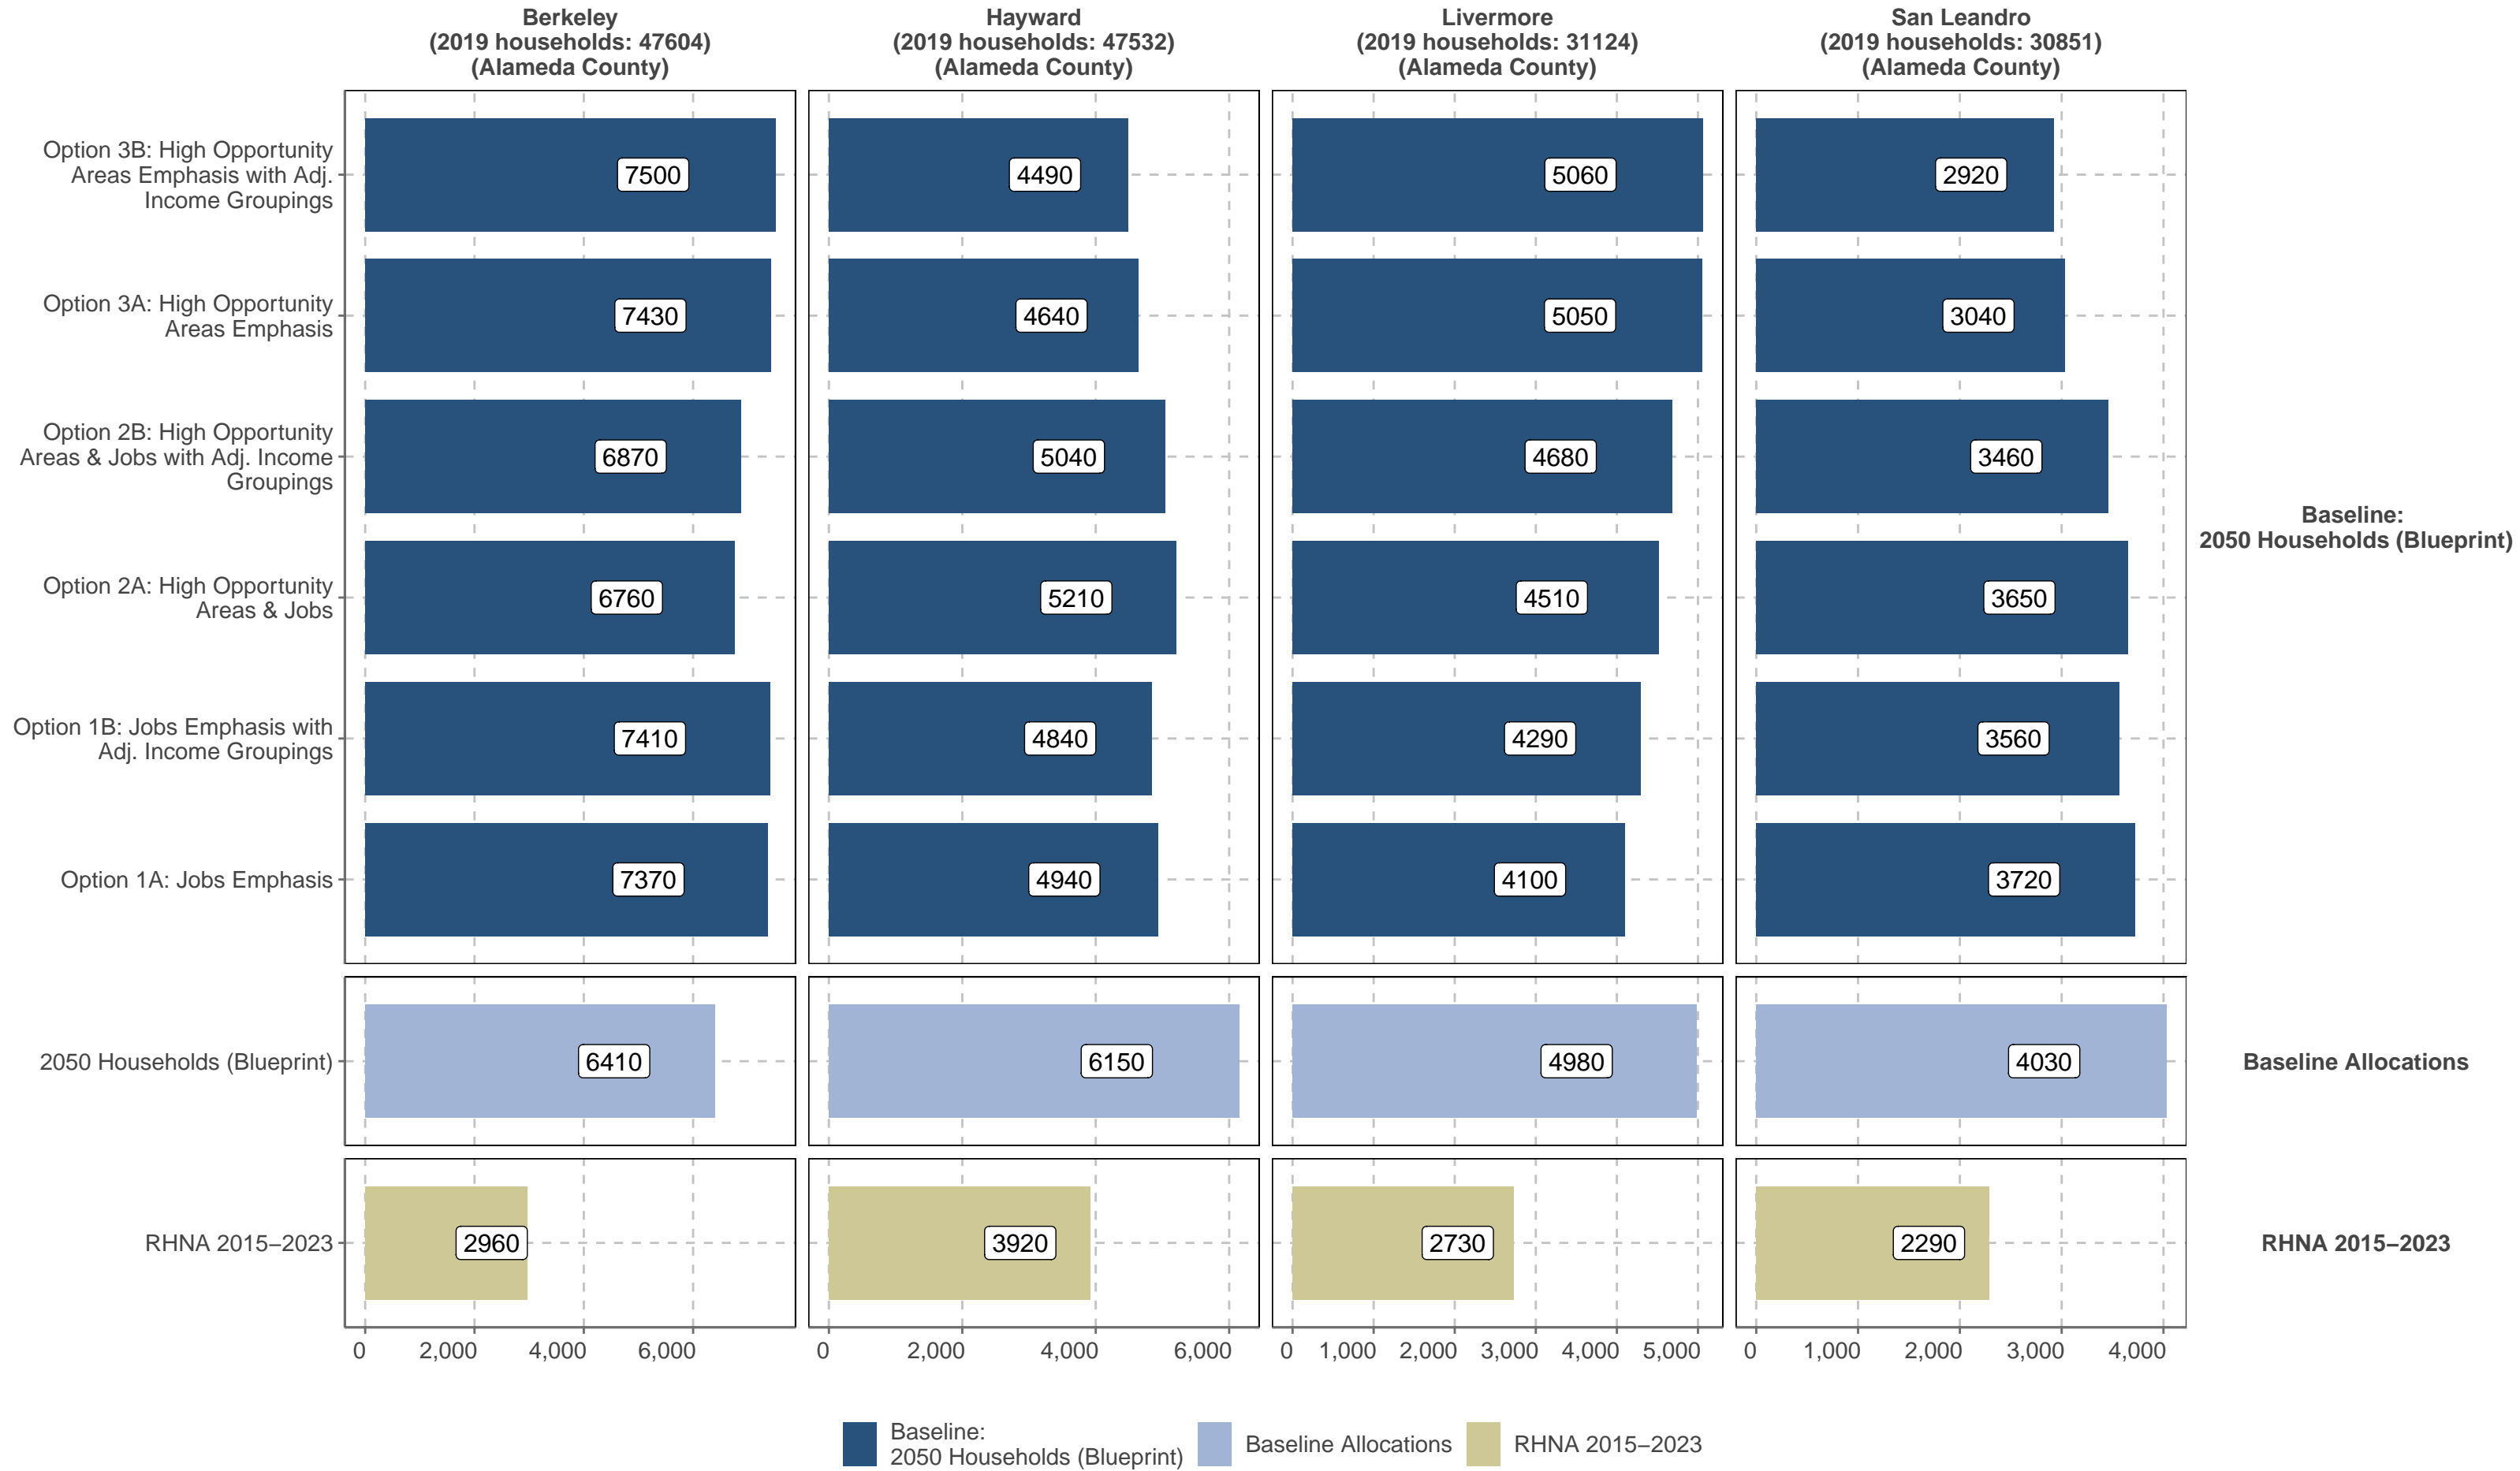 Berkeley
(2019 households: 47604)
(Alameda County)
Hayward
(2019 households: 47532)
(Alameda County)
Livermore
(2019 households: 31124)
(Alameda County)
San Leandro
(2019 households: 30851)
(Alameda County)
Option 3B: High Opportunity
Areas Emphasis with Adj.
Income Groupings
7500
4490
5060
2920
Option 3A: High Opportunity
Areas Emphasis
7430
4640
5050
3040
Option 2B: High Opportunity
Areas & Jobs with Adj. Income
Groupings
6870
5040
4680
3460
Baseline:
2050 Households (Blueprint)
Option 2A: High Opportunity
Areas & Jobs
6760
5210
4510
3650
Option 1B: Jobs Emphasis with
Adj. Income Groupings
7410
4840
4290
3560
Option 1A: Jobs Emphasis
7370
4940
4100
3720
2050 Households (Blueprint)
6410
6150
4980
4030
Baseline Allocations
RHNA 2015−2023
2960
3920
2730
2290
RHNA 2015−2023
0 2,000 4,000 6,000
0 2,000 4,000 6,000
0 1,000 2,000 3,000 4,000 5,000
0 1,000 2,000 3,000 4,000
Baseline:
2050 Households (Blueprint)
Baseline Allocations
RHNA 2015−2023